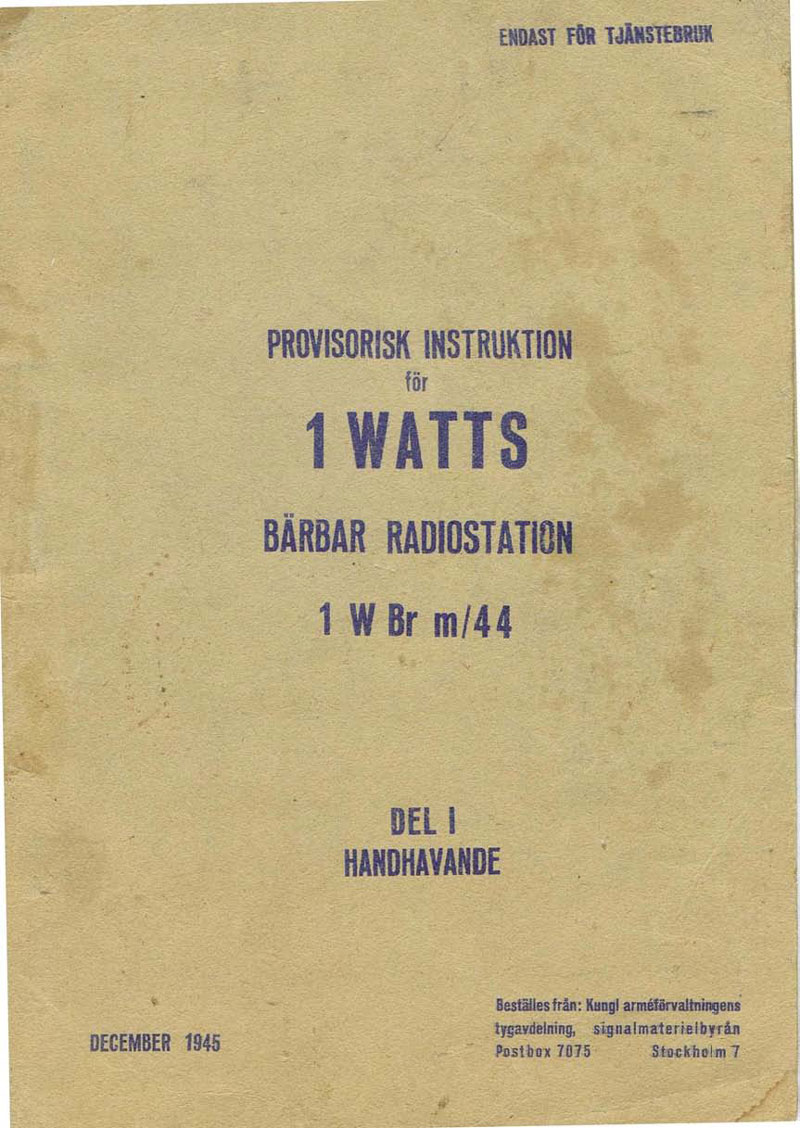 ENDAST FÖR TJÄNSTEBRUK
PROVISORISK INSTRUKTION
för
1 WATTS
BÄRBAR RADIOSTATION
1 W Br m/44
DEL I
HANDHAVANDE
Beställes från: Kungl arméförvaltningens
tygavdelning, signalmaterielbyrån
DECEMBER 1945
Postbox 7075 Stockholm 7